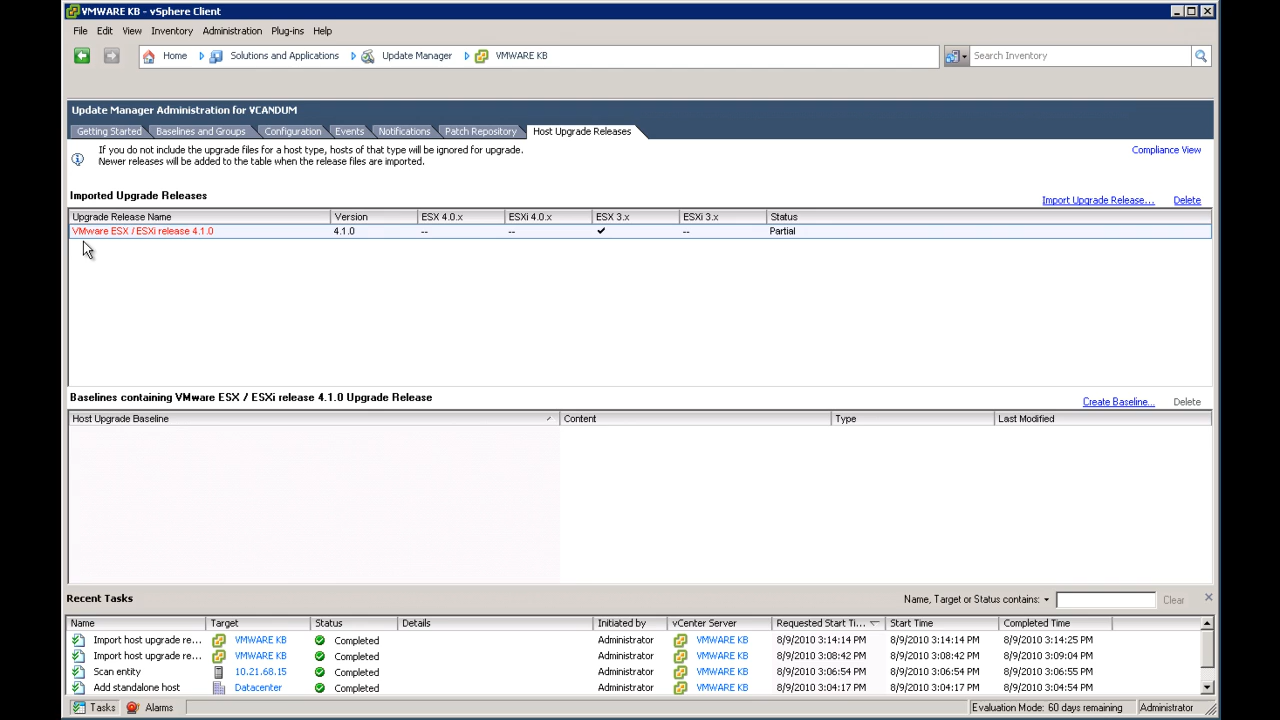 VMWARE KB - vSphere Client
File Edit View Inventory Administration Plug-ins Help
Home Solutions and Applications Update Manager VMWARE KB Search Inventory
Update Manager Administration for VCANDUM
Getting Started Baselines and Groups Configuration Events Notifications Patch Repository Host Upgrade Releases
If you do not include the upgrade files for a host type, hosts of that type will be ignored for upgrade.
Newer releases will be added to the table when the release files are imported.
Compliance View
Imported Upgrade Releases
Import Upgrade Release... Delete
Upgrade Release Name Version ESX 4.0.x ESXi 4.0.x ESX 3.x ESXi 3.x Status
VMware ESX / ESXi release 4.1.0 4.1.0 -- -- ✔ -- Partial
Baselines containing VMware ESX / ESXi release 4.1.0 Upgrade Release
Create Baseline... Delete
Host Upgrade Baseline Content Type Last Modified
Recent Tasks
Name, Target or Status contains: Clear
Name Target Status Details Initiated by vCenter Server Requested Start Ti... Start Time Completed Time
Import host upgrade re... VMWARE KB Completed Administrator VMWARE KB 8/9/2010 3:14:14 PM 8/9/2010 3:14:14 PM 8/9/2010 3:14:25 PM
Import host upgrade re... VMWARE KB Completed Administrator VMWARE KB 8/9/2010 3:08:42 PM 8/9/2010 3:08:42 PM 8/9/2010 3:09:04 PM
Scan entity 10.21.68.15 Completed Administrator VMWARE KB 8/9/2010 3:06:54 PM 8/9/2010 3:06:54 PM 8/9/2010 3:06:55 PM
Add standalone host Datacenter Completed Administrator VMWARE KB 8/9/2010 3:04:17 PM 8/9/2010 3:04:17 PM 8/9/2010 3:04:54 PM
Tasks Alarms Evaluation Mode: 60 days remaining Administrator